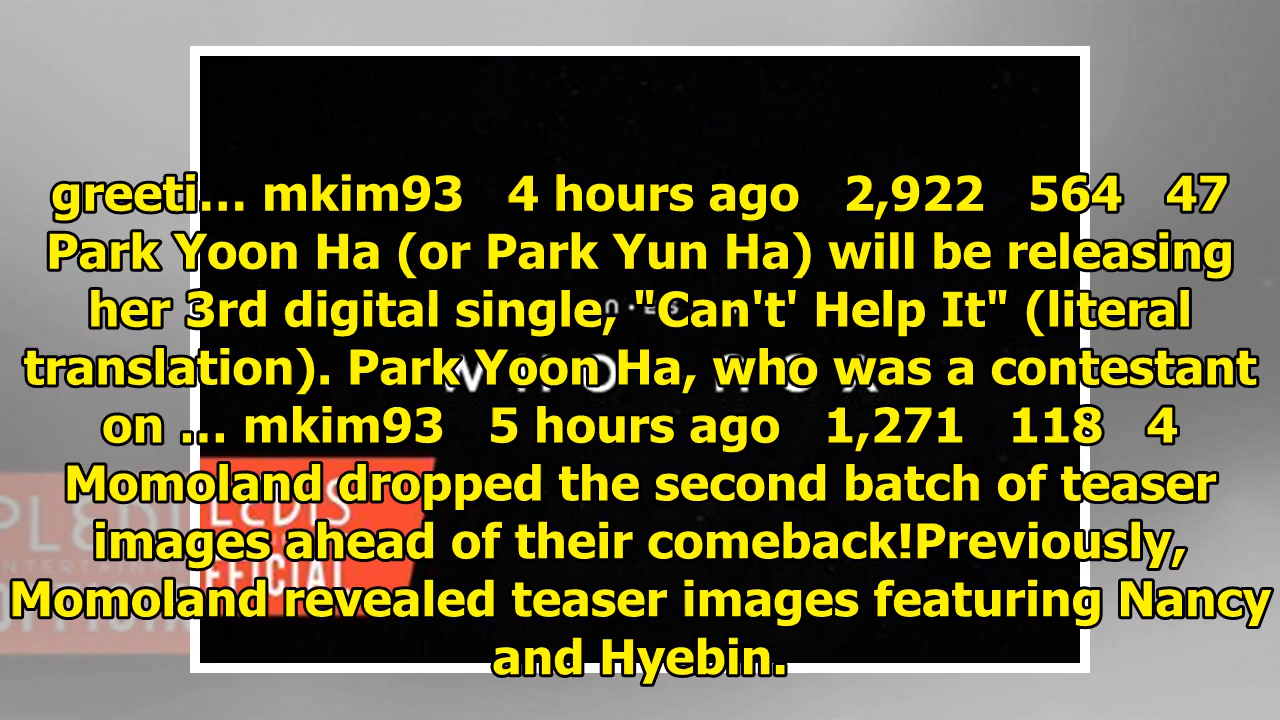 greeti... mkim93 4 hours ago 2,922 564 47
Park Yoon Ha (or Park Yun Ha) will be releasing
her 3rd digital single, "Can't' Help It" (literal
translation). Park Yoon Ha, who was a contestant
on ... mkim93 5 hours ago 1,271 118 4
Momoland dropped the second batch of teaser
images ahead of their comeback!Previously,
Momoland revealed teaser images featuring Nancy
and Hyebin.